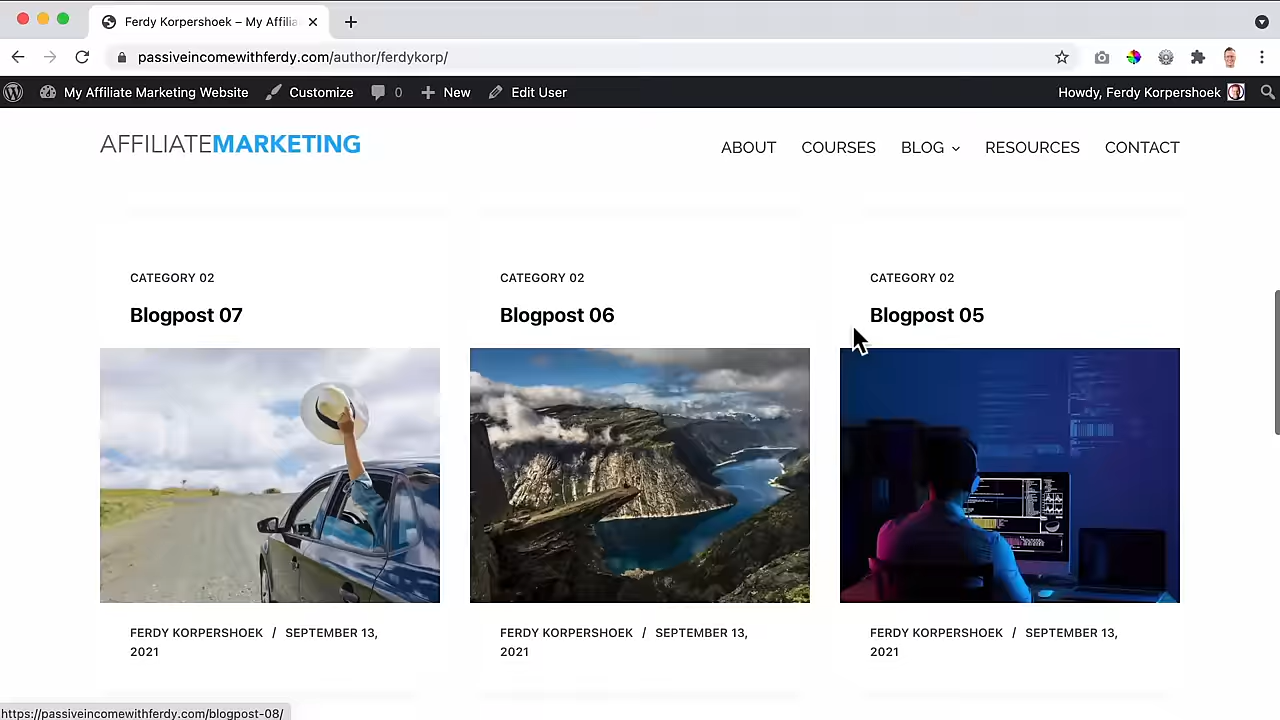 Ferdy Korpershoek – My Affilia
passiveincomewithferdy.com/author/ferdykorp/
My Affiliate Marketing Website Customize 0 New Edit User Howdy, Ferdy Korpershoek
AFFILIATEMARKETING ABOUT COURSES BLOG RESOURCES CONTACT
CATEGORY 02 CATEGORY 02 CATEGORY 02
Blogpost 07 Blogpost 06 Blogpost 05
FERDY KORPERSHOEK / SEPTEMBER 13, FERDY KORPERSHOEK / SEPTEMBER 13, FERDY KORPERSHOEK / SEPTEMBER 13,
2021 2021 2021
https://passiveincomewithferdy.com/blogpost-08/